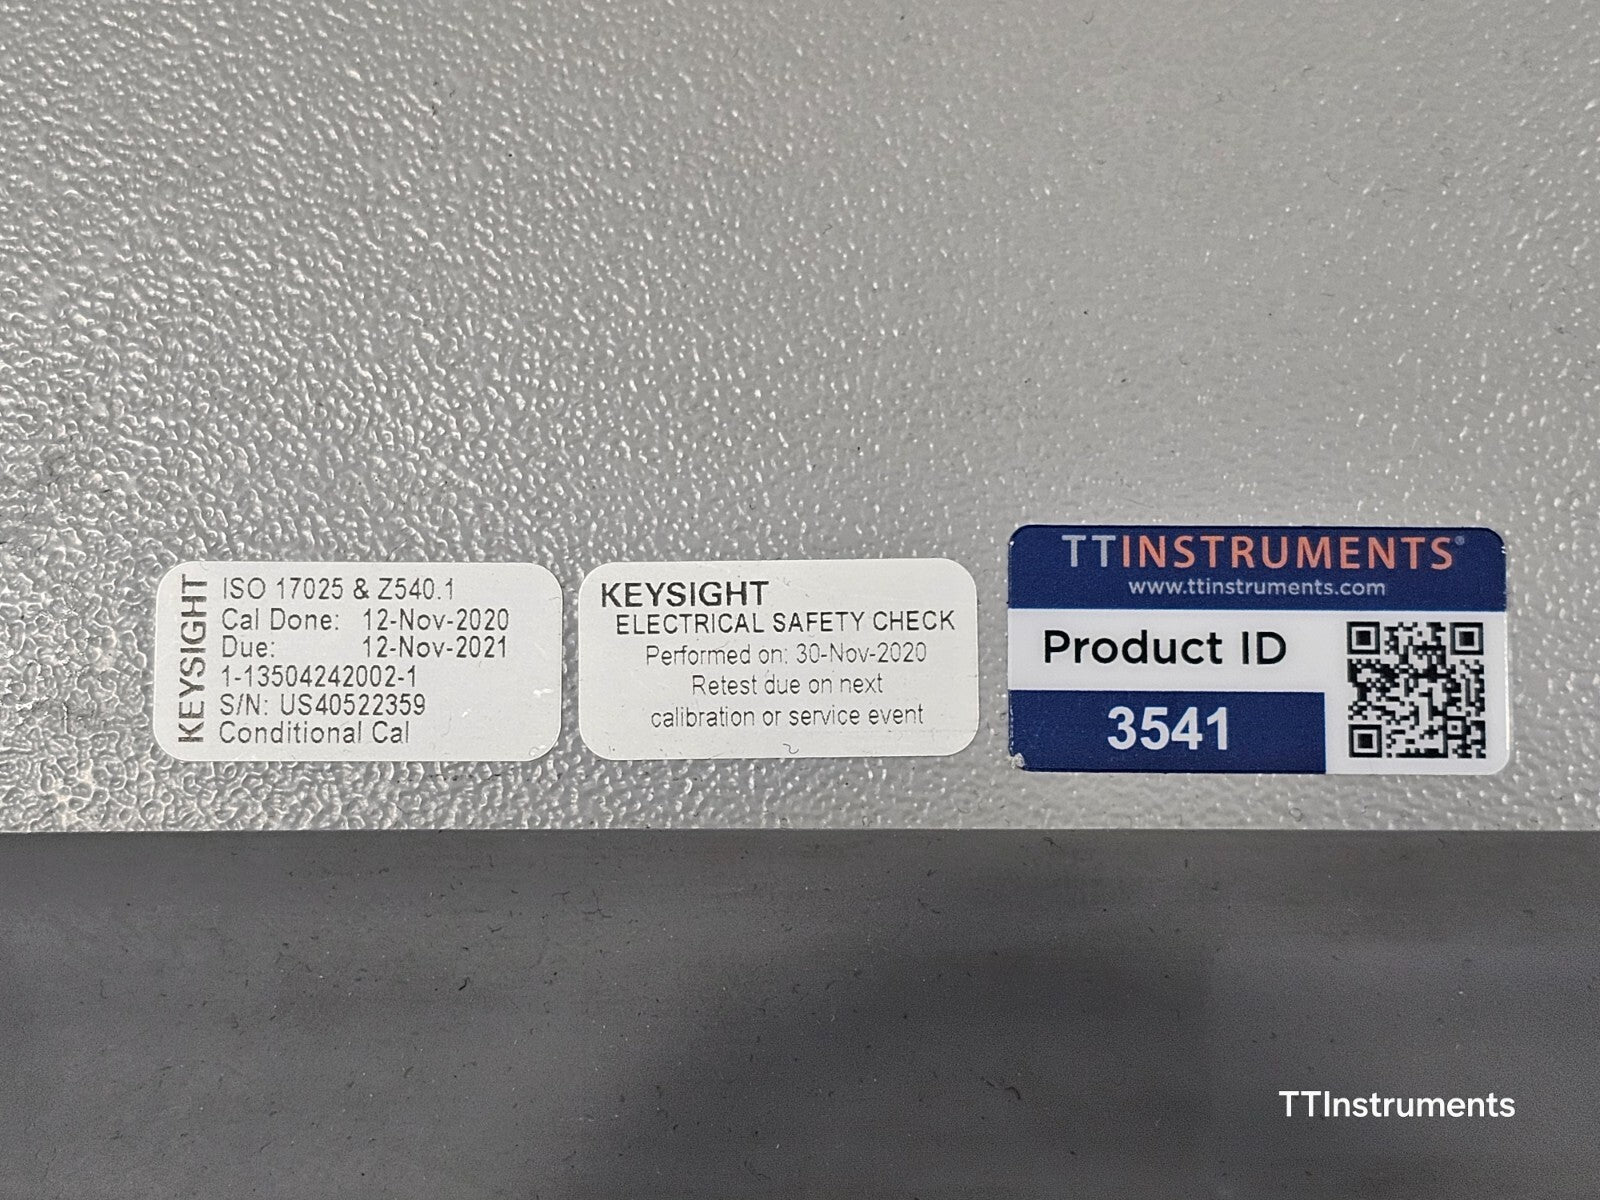 KEYSIGHT
ISO 17025 & Z540.1
Cal Done: 12-Nov-2020
Due: 12-Nov-2021
1-13504242002-1
S/N: US40522359
Conditional Cal
KEYSIGHT
ELECTRICAL SAFETY CHECK
Performed on: 30-Nov-2020
Retest due on next
calibration or service event
TTINSTRUMENTS®
www.ttinstruments.com
Product ID
3541
TTInstruments